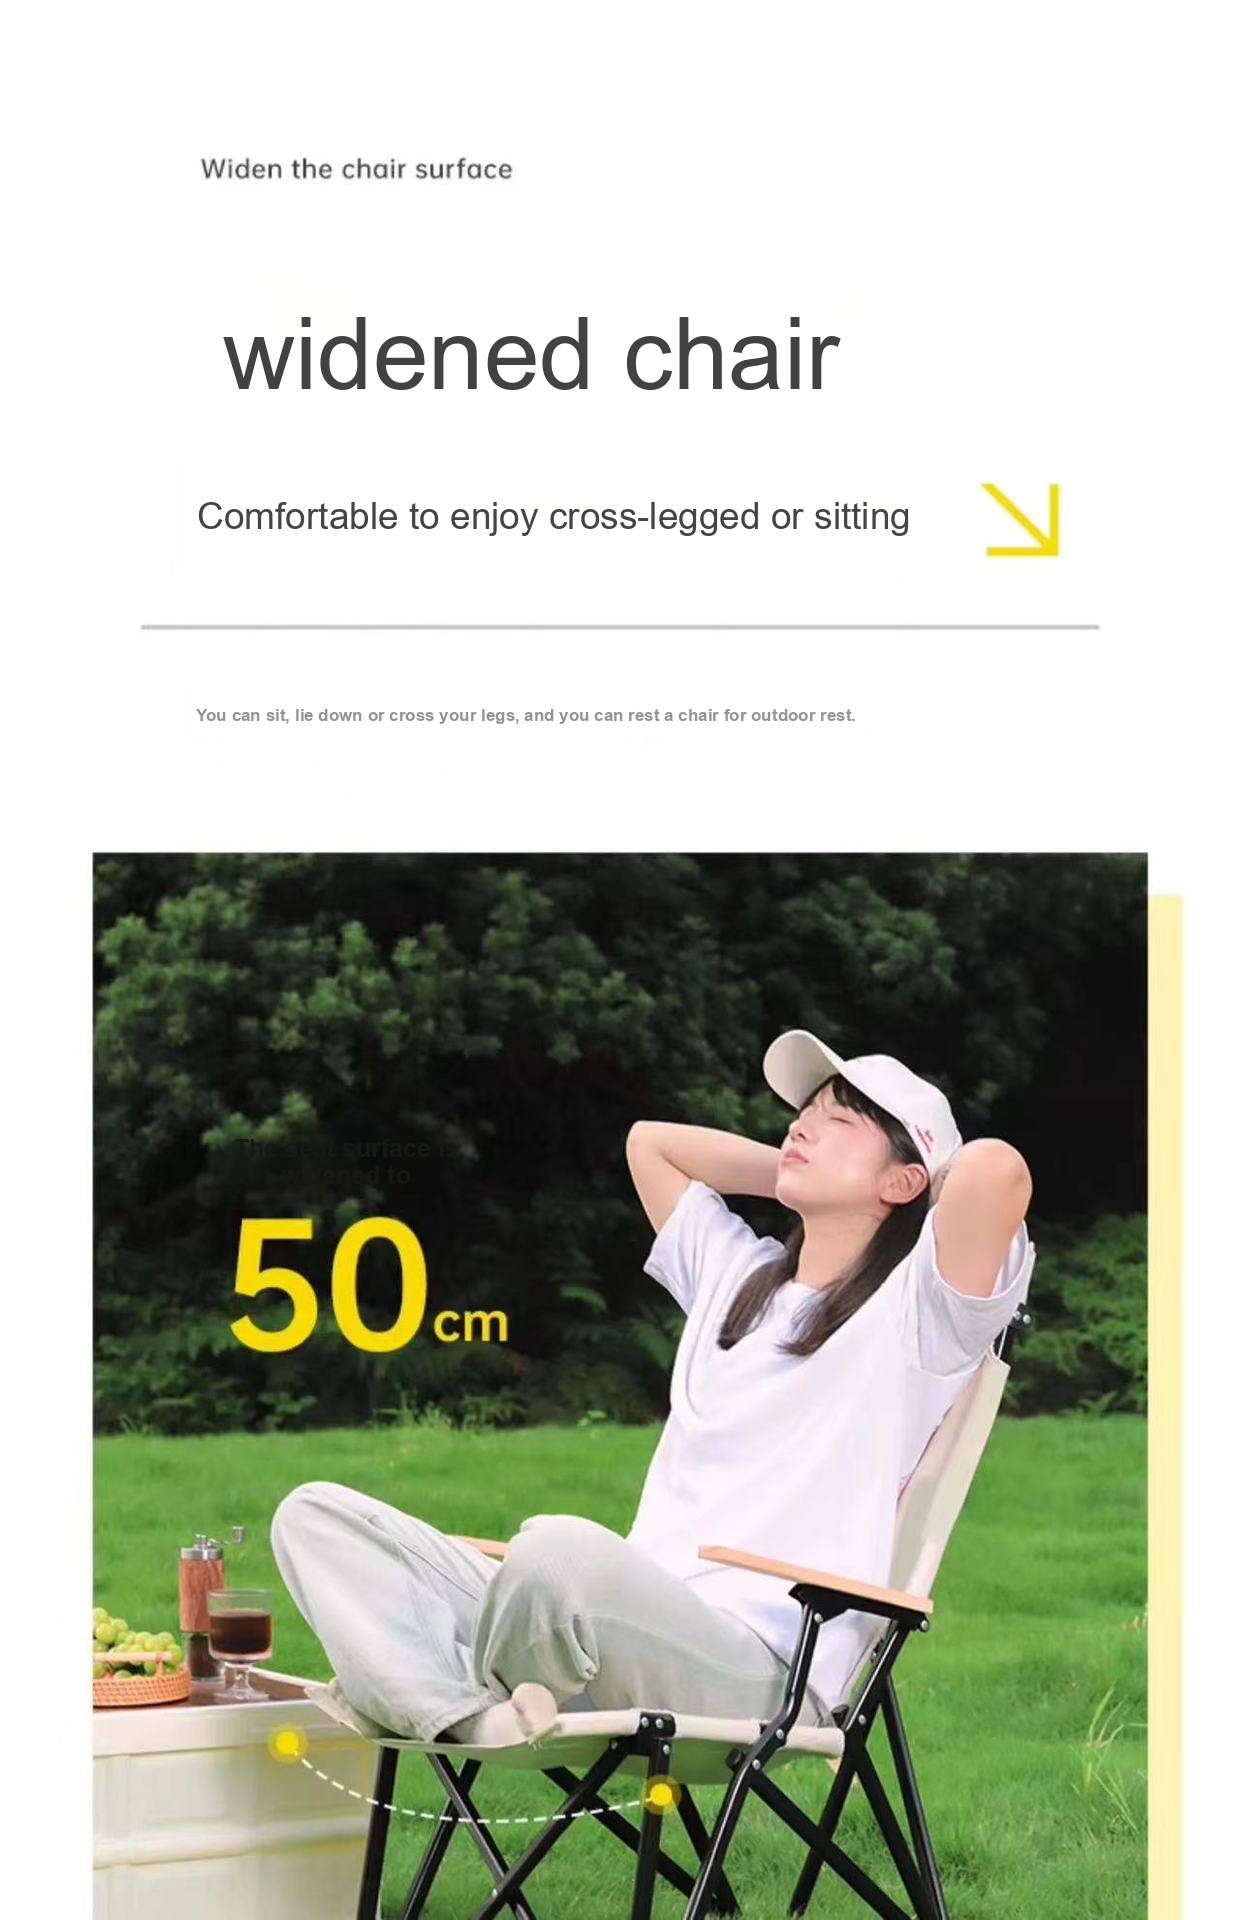 Widen the chair surface
widened chair
Comfortable to enjoy cross-legged or sitting
You can sit, lie down or cross your legs, and you can rest a chair for outdoor rest.
The seat surface is
widened to
50cm